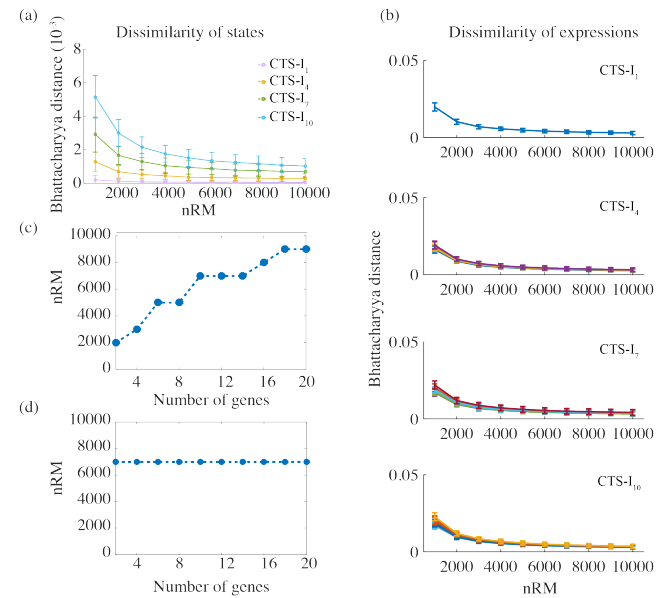 (a)
Dissimilarity of states
Bhattacharyya distance (10⁻³)
8
6
4
2
0
CTS-I₁
CTS-I₄
CTS-I₇
CTS-I₁₀
2000 4000 6000 8000 10000
nRM
(b)
Dissimilarity of expressions
Bhattacharyya distance
0.05
0
CTS-I₁
2000 4000 6000 8000 10000
0.05
0
CTS-I₄
2000 4000 6000 8000 10000
0.05
0
CTS-I₇
2000 4000 6000 8000 10000
0.05
0
CTS-I₁₀
2000 4000 6000 8000 10000
nRM
(c)
nRM
10000
8000
6000
4000
2000
0
4 8 12 16 20
Number of genes
(d)
nRM
10000
8000
6000
4000
2000
0
4 8 12 16 20
Number of genes